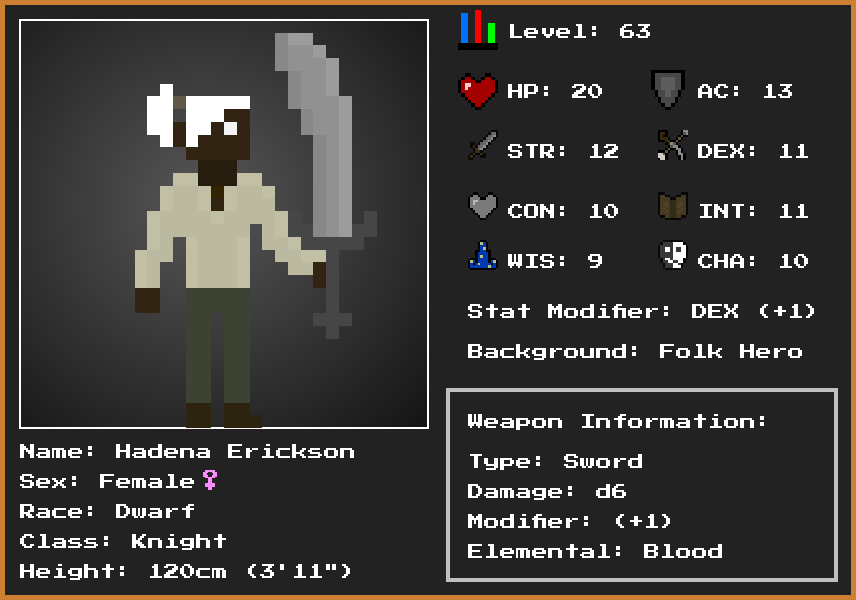 Level: 63
HP: 20 AC: 13
STR: 12 DEX: 11
CON: 10 INT: 11
WIS: 9 CHA: 10
Stat Modifier: DEX (+1)
Background: Folk Hero
Weapon Information:
Type: Sword
Damage: d6
Modifier: (+1)
Elemental: Blood
Name: Hadena Erickson
Sex: Female♀
Race: Dwarf
Class: Knight
Height: 120cm (3'11")